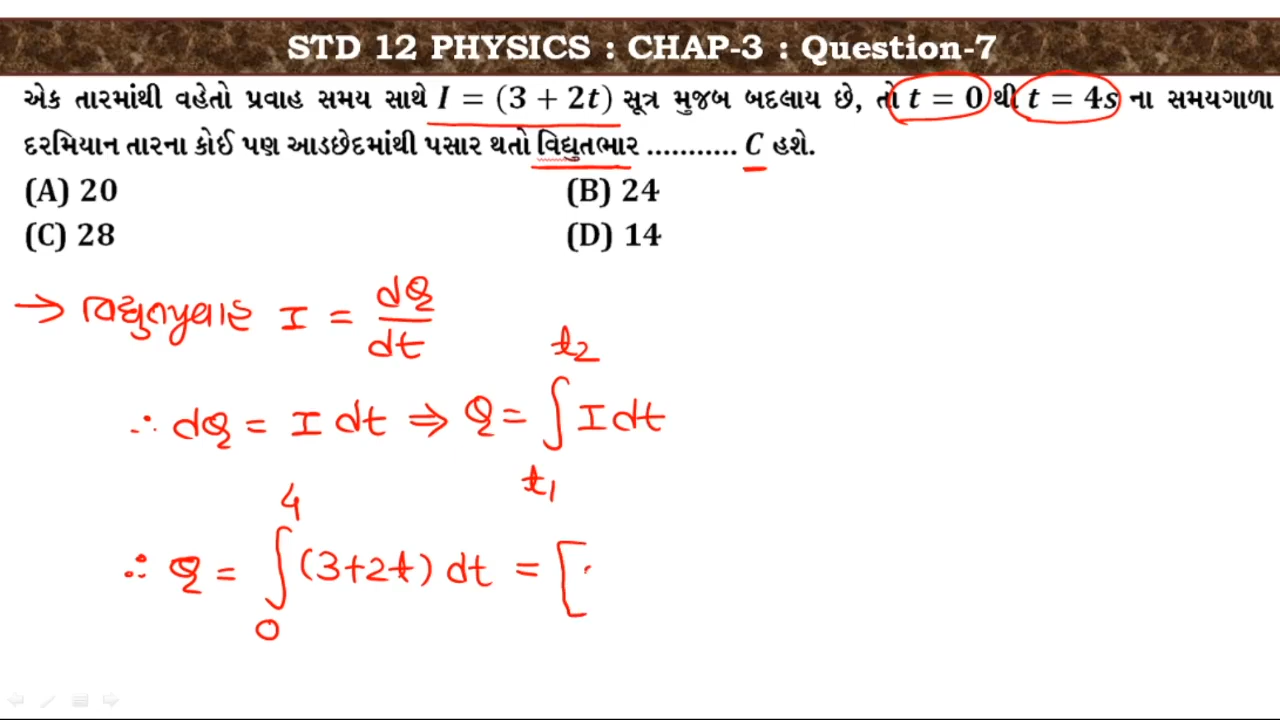 STD 12 PHYSICS : CHAP-3 : Question-7
એક તારમાંથી વહેતો પ્રવાહ સમય સાથે I = (3 + 2t) સૂત્ર મુજબ બદલાય છે, તો t = 0 થી t = 4s ના સમયગાળા
દરમિયાન તારના કોઈ પણ આડછેદમાંથી પસાર થતો વિદ્યુતભાર ........... C હશે.
(A) 20 (B) 24
(C) 28 (D) 14
→ વિદ્યુતપ્રવાહ I = dQ/dt
∴ dQ = I dt ⇒ Q = ∫_{t1}^{t2} I dt
∴ Q = ∫_{0}^{4} (3+2t) dt = [